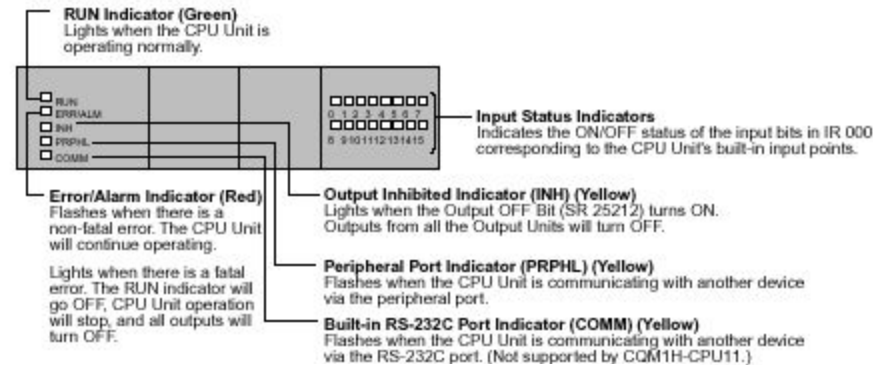 RUN Indicator (Green)
Lights when the CPU Unit is
operating normally.
RUN
ERR/ALM
INH
PRPHL
COMM
0 1 2 3 4 5 6 7
8 9 10 11 12 13 14 15
Input Status Indicators
Indicates the ON/OFF status of the input bits in IR 000
corresponding to the CPU Unit's built-in input points.
Error/Alarm Indicator (Red)
Flashes when there is a
non-fatal error. The CPU Unit
will continue operating.
Lights when there is a fatal
error. The RUN indicator will
go OFF, CPU Unit operation
will stop, and all outputs will
turn OFF.
Output Inhibited Indicator (INH) (Yellow)
Lights when the Output OFF Bit (SR 25212) turns ON.
Outputs from all the Output Units will turn OFF.
Peripheral Port Indicator (PRPHL) (Yellow)
Flashes when the CPU Unit is communicating with another device
via the peripheral port.
Built-in RS-232C Port Indicator (COMM) (Yellow)
Flashes when the CPU Unit is communicating with another device
via the RS-232C port. (Not supported by CQM1H-CPU11.)